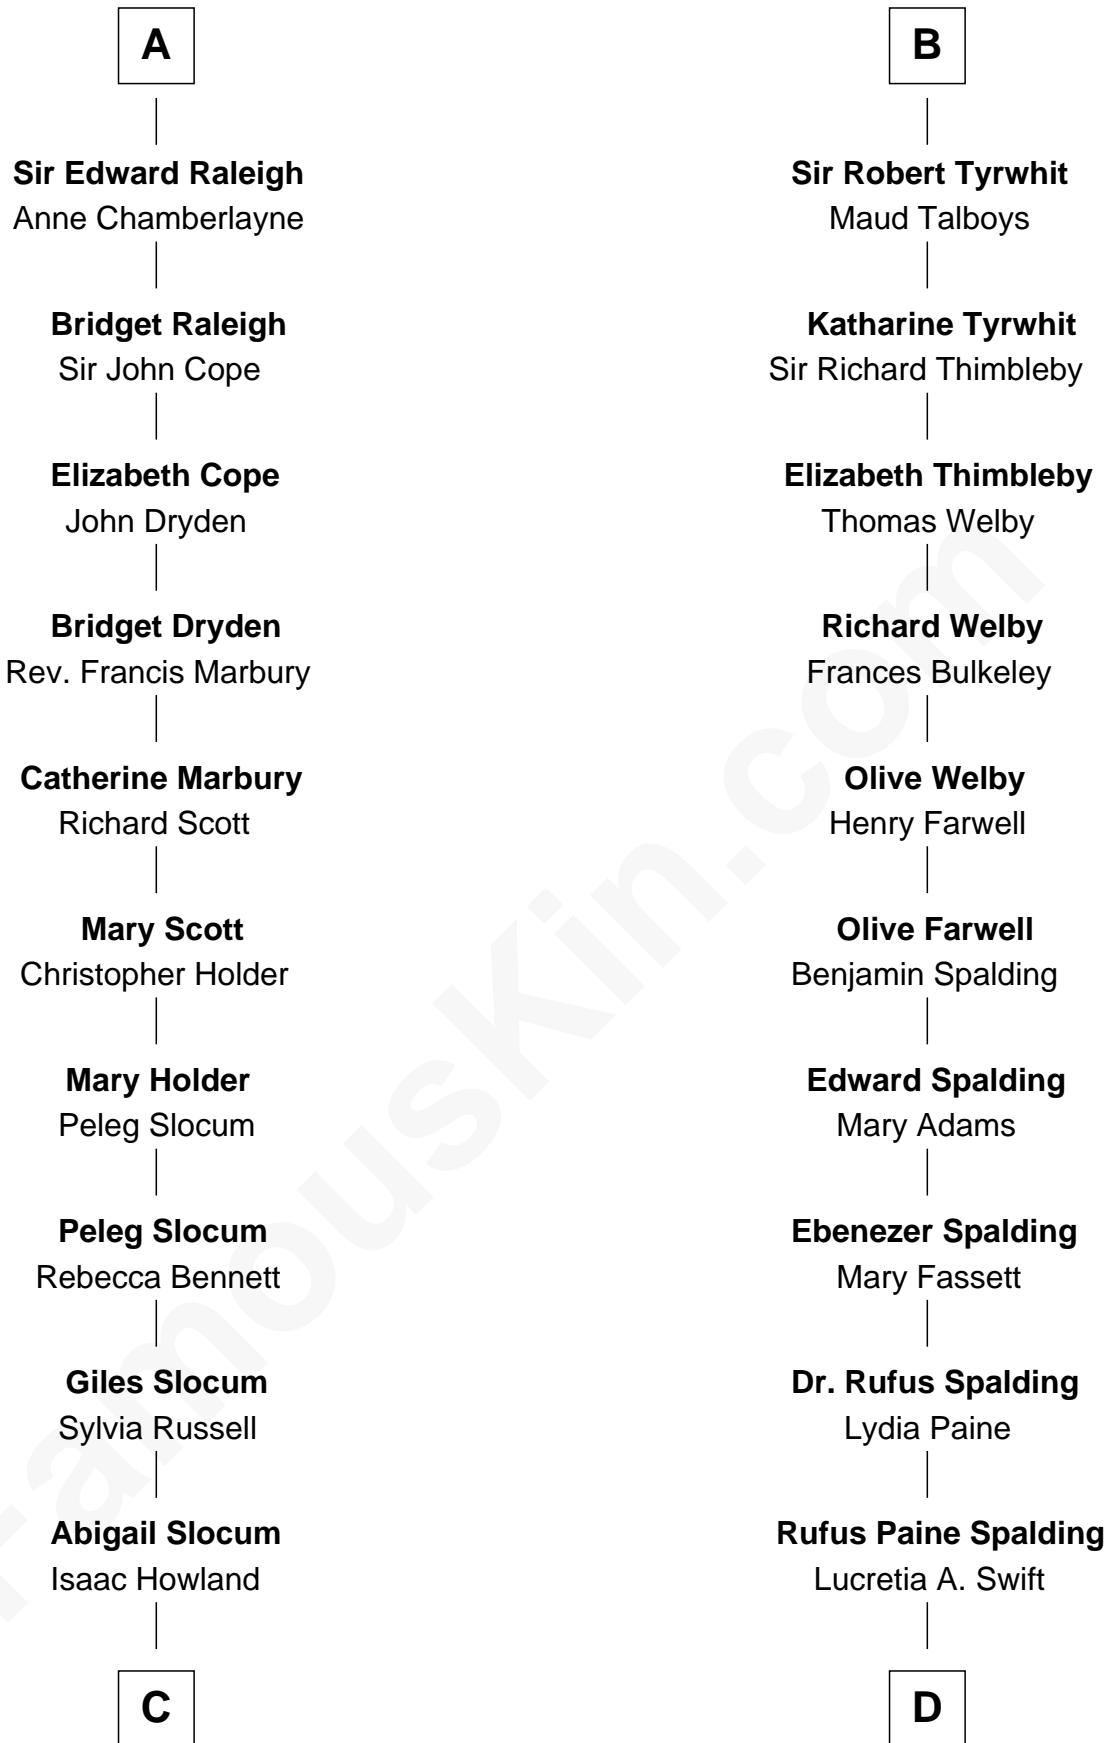 A
Sir Edward Raleigh
Anne Chamberlayne
Bridget Raleigh
Sir John Cope
Elizabeth Cope
John Dryden
Bridget Dryden
Rev. Francis Marbury
Catherine Marbury
Richard Scott
Mary Scott
Christopher Holder
Mary Holder
Peleg Slocum
Peleg Slocum
Rebecca Bennett
Giles Slocum
Sylvia Russell
Abigail Slocum
Isaac Howland
C
B
Sir Robert Tyrwhit
Maud Talboys
Katharine Tyrwhit
Sir Richard Thimbleby
Elizabeth Thimbleby
Thomas Welby
Richard Welby
Frances Bulkeley
Olive Welby
Henry Farwell
Olive Farwell
Benjamin Spalding
Edward Spalding
Mary Adams
Ebenezer Spalding
Mary Fassett
Dr. Rufus Spalding
Lydia Paine
Rufus Paine Spalding
Lucretia A. Swift
D
FamousKin.com